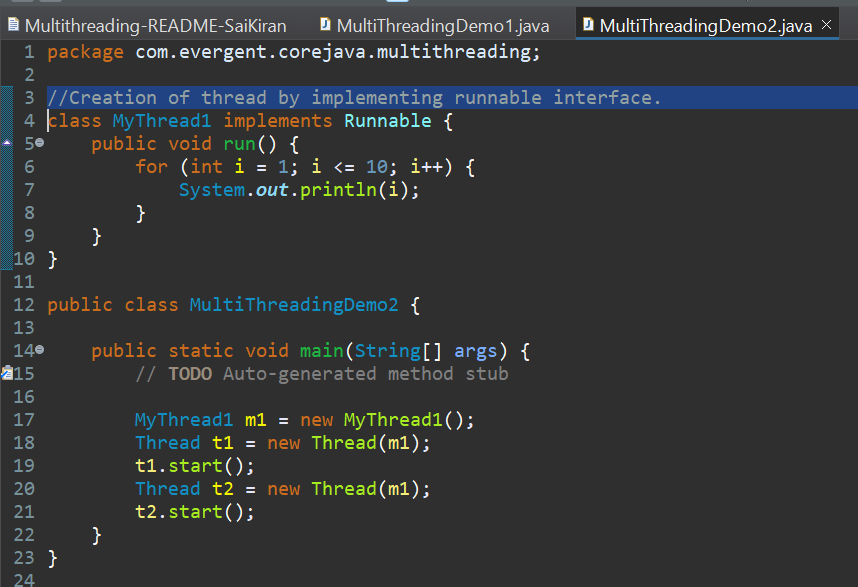 Multithreading-README-SaiKiran MultiThreadingDemo1.java MultiThreadingDemo2.java
1 package com.evergent.corejava.multithreading;
2
3 //Creation of thread by implementing runnable interface.
4 class MyThread1 implements Runnable {
5 public void run() {
6 for (int i = 1; i <= 10; i++) {
7 System.out.println(i);
8 }
9 }
10 }
11
12 public class MultiThreadingDemo2 {
13
14 public static void main(String[] args) {
15 // TODO Auto-generated method stub
16
17 MyThread1 m1 = new MyThread1();
18 Thread t1 = new Thread(m1);
19 t1.start();
20 Thread t2 = new Thread(m1);
21 t2.start();
22 }
23 }
24